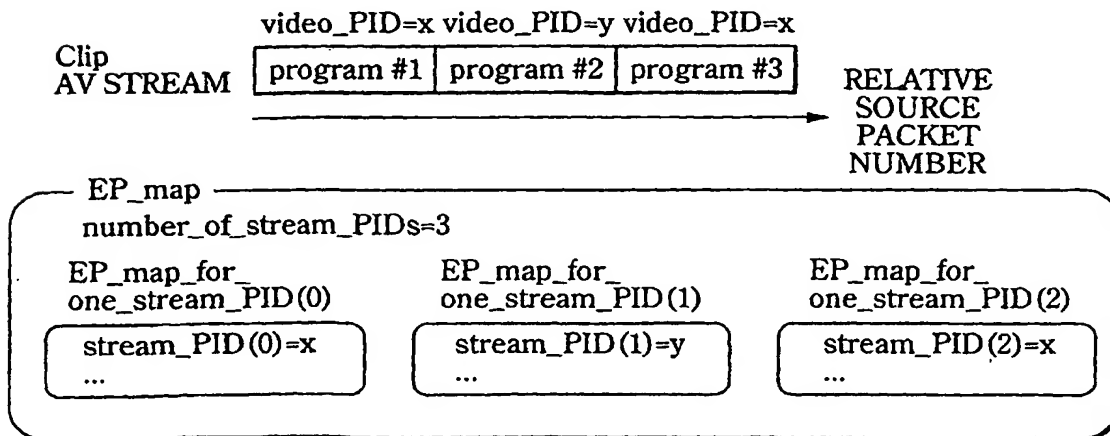 video_PID=x video_PID=y video_PID=x
Clip
AV STREAM
program #1 program #2 program #3
RELATIVE
SOURCE
PACKET
NUMBER
EP_map
number_of_stream_PIDs=3
EP_map_for_
one_stream_PID(0)
stream_PID(0)=x
...
EP_map_for_
one_stream_PID(1)
stream_PID(1)=y
...
EP_map_for_
one_stream_PID(2)
stream_PID(2)=x
...